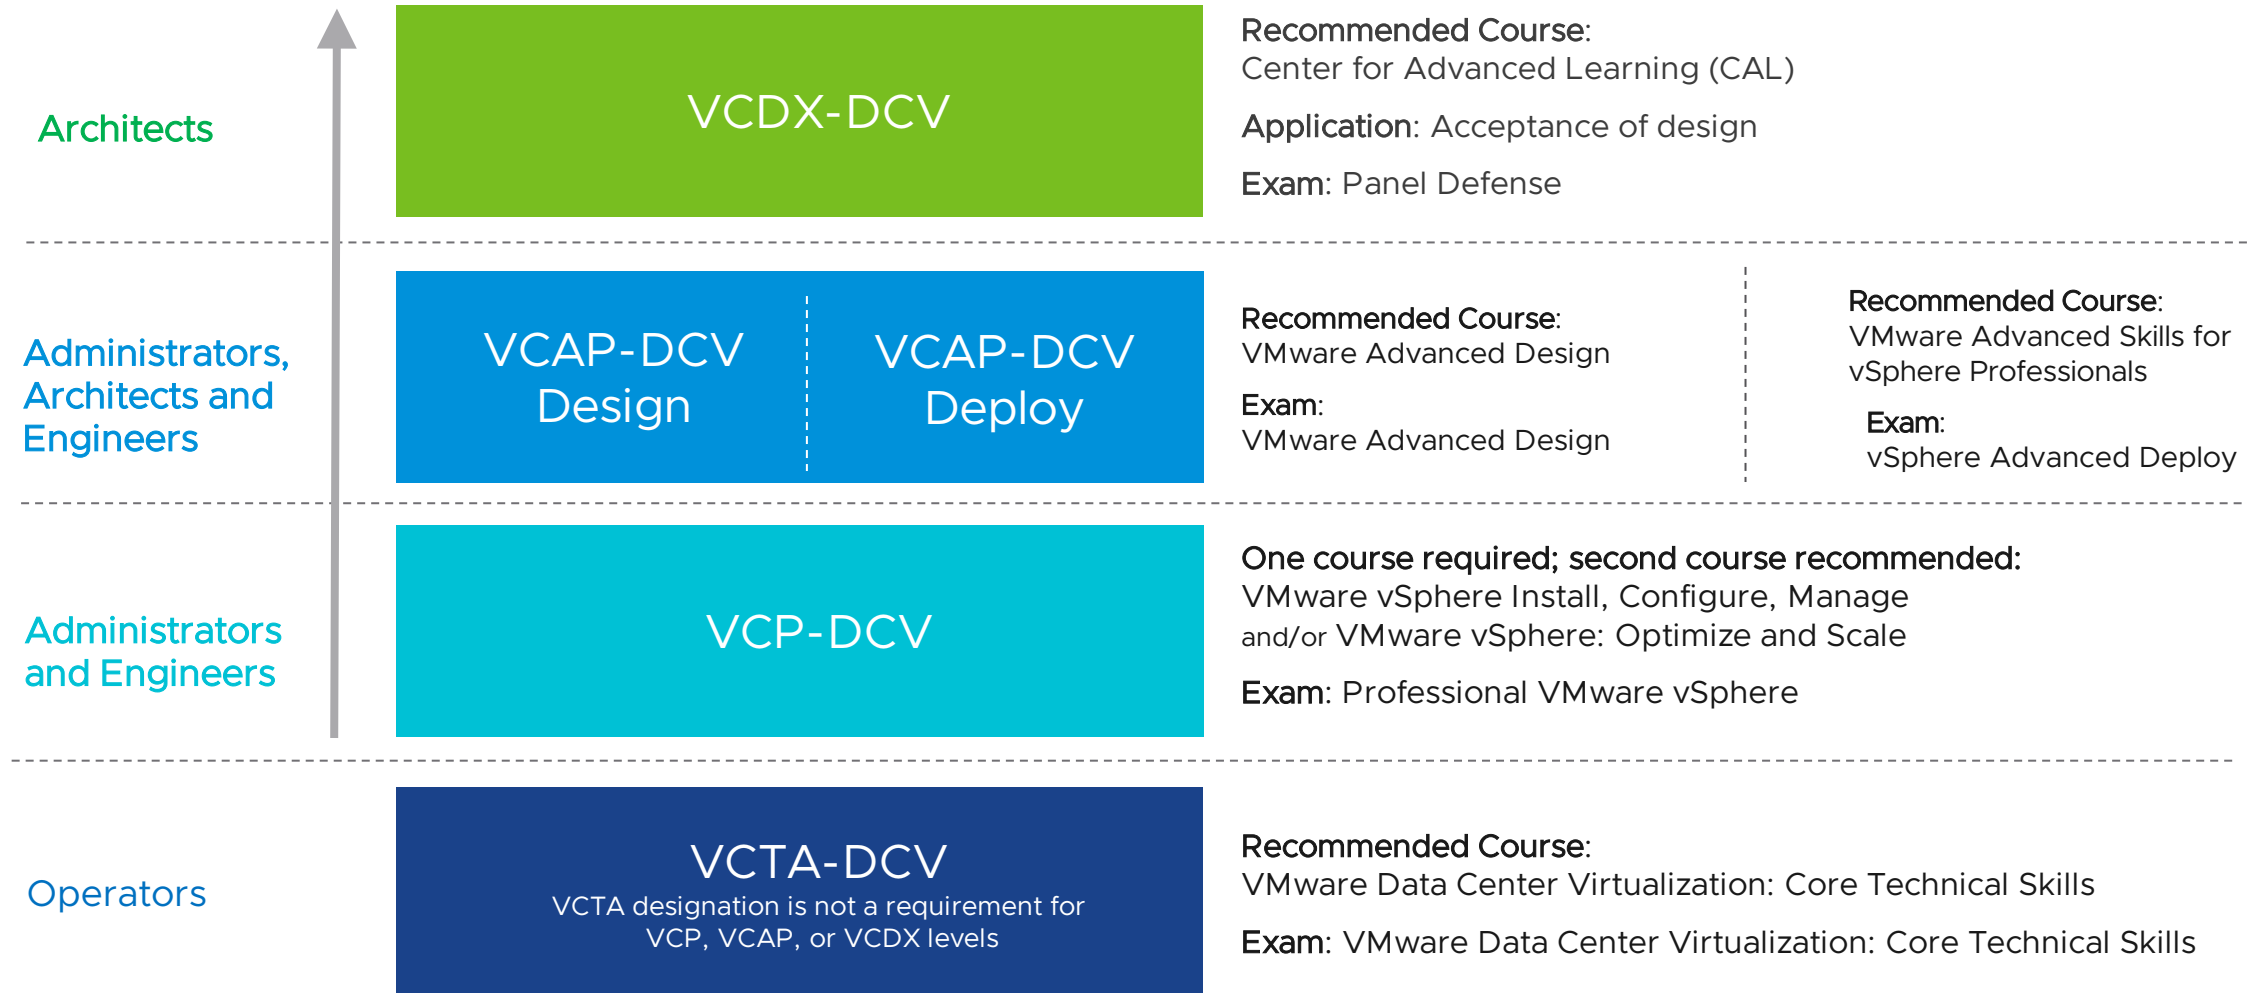 Architects
VCDX-DCV
Recommended Course:
Center for Advanced Learning (CAL)
Application: Acceptance of design
Exam: Panel Defense
Administrators,
Architects and
Engineers
VCAP-DCV
Design
VCAP-DCV
Deploy
Recommended Course:
VMware Advanced Design
Exam:
VMware Advanced Design
Recommended Course:
VMware Advanced Skills for
vSphere Professionals
Exam:
vSphere Advanced Deploy
Administrators
and Engineers
VCP-DCV
One course required; second course recommended:
VMware vSphere Install, Configure, Manage
and/or VMware vSphere: Optimize and Scale
Exam: Professional VMware vSphere
Operators
VCTA-DCV
VCTA designation is not a requirement for
VCP, VCAP, or VCDX levels
Recommended Course:
VMware Data Center Virtualization: Core Technical Skills
Exam: VMware Data Center Virtualization: Core Technical Skills